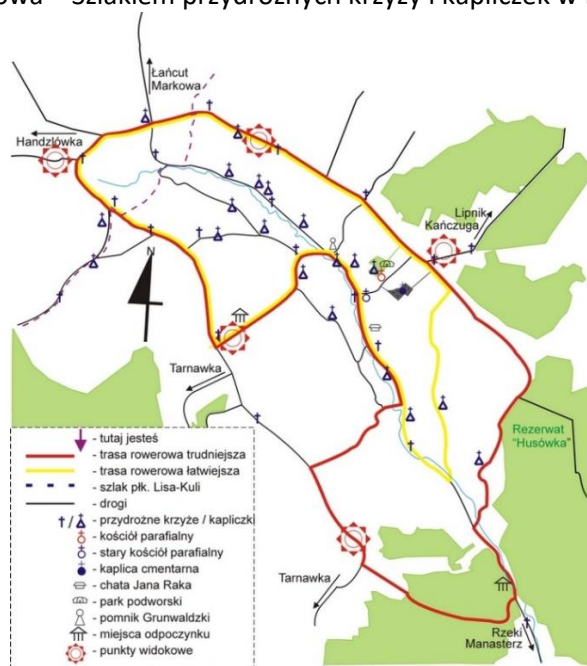 Szlakiem przydrożnych krzyży i kapliczek w
Łańcut
Markowa
Handzlówka
Lipnik
Kańczuga
N
Tarnawka
Rezerwat
"Husówka"
Tarnawka
Rzeki
Manasterz
- tutaj jesteś
- trasa rowerowa trudniejsza
- trasa rowerowa łatwiejsza
- szlak płk. Lisa-Kuli
- drogi
/ - przydrożne krzyże / kapliczki
- kościół parafialny
- stary kościół parafialny
- kaplica cmentarna
- chata Jana Raka
- park podworski
- pomnik Grunwaldzki
- miejsca odpoczynku
- punkty widokowe